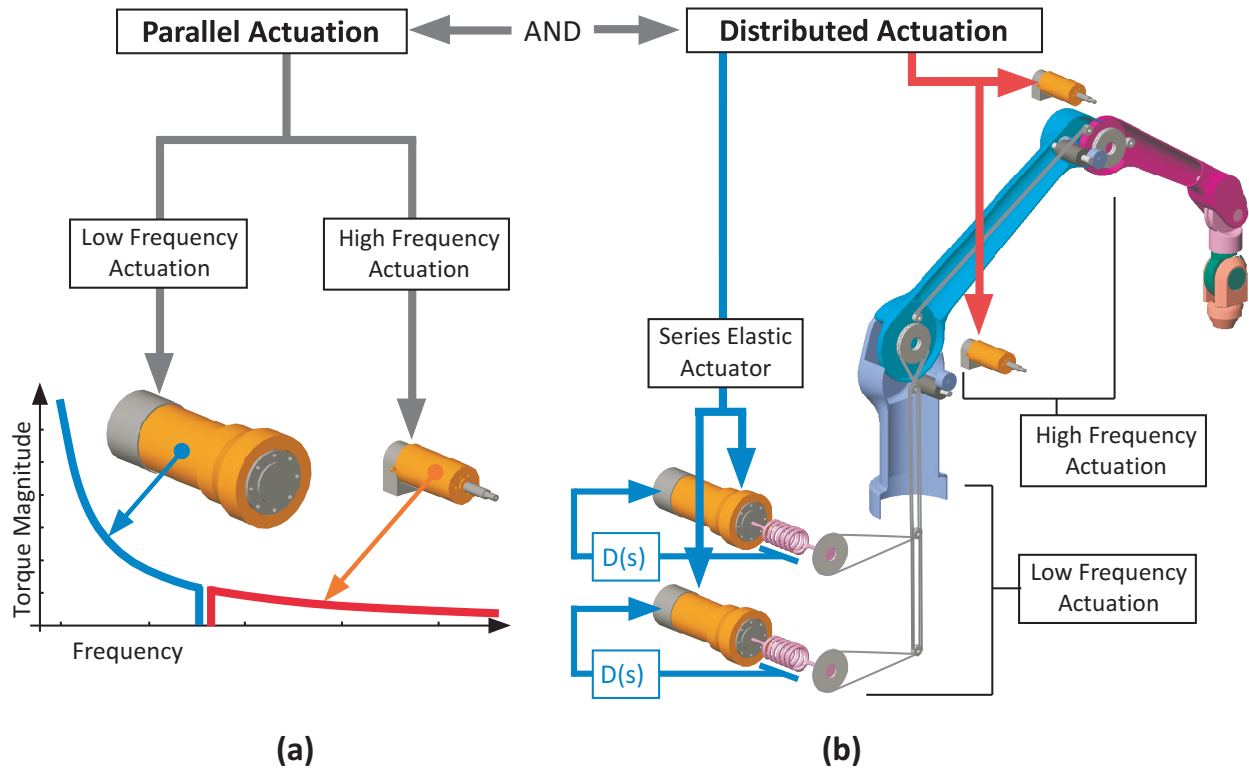 Parallel Actuation
AND
Distributed Actuation
Low Frequency
Actuation
High Frequency
Actuation
Torque Magnitude
Frequency
(a)
Series Elastic
Actuator
D(s)
D(s)
High Frequency
Actuation
Low Frequency
Actuation
(b)